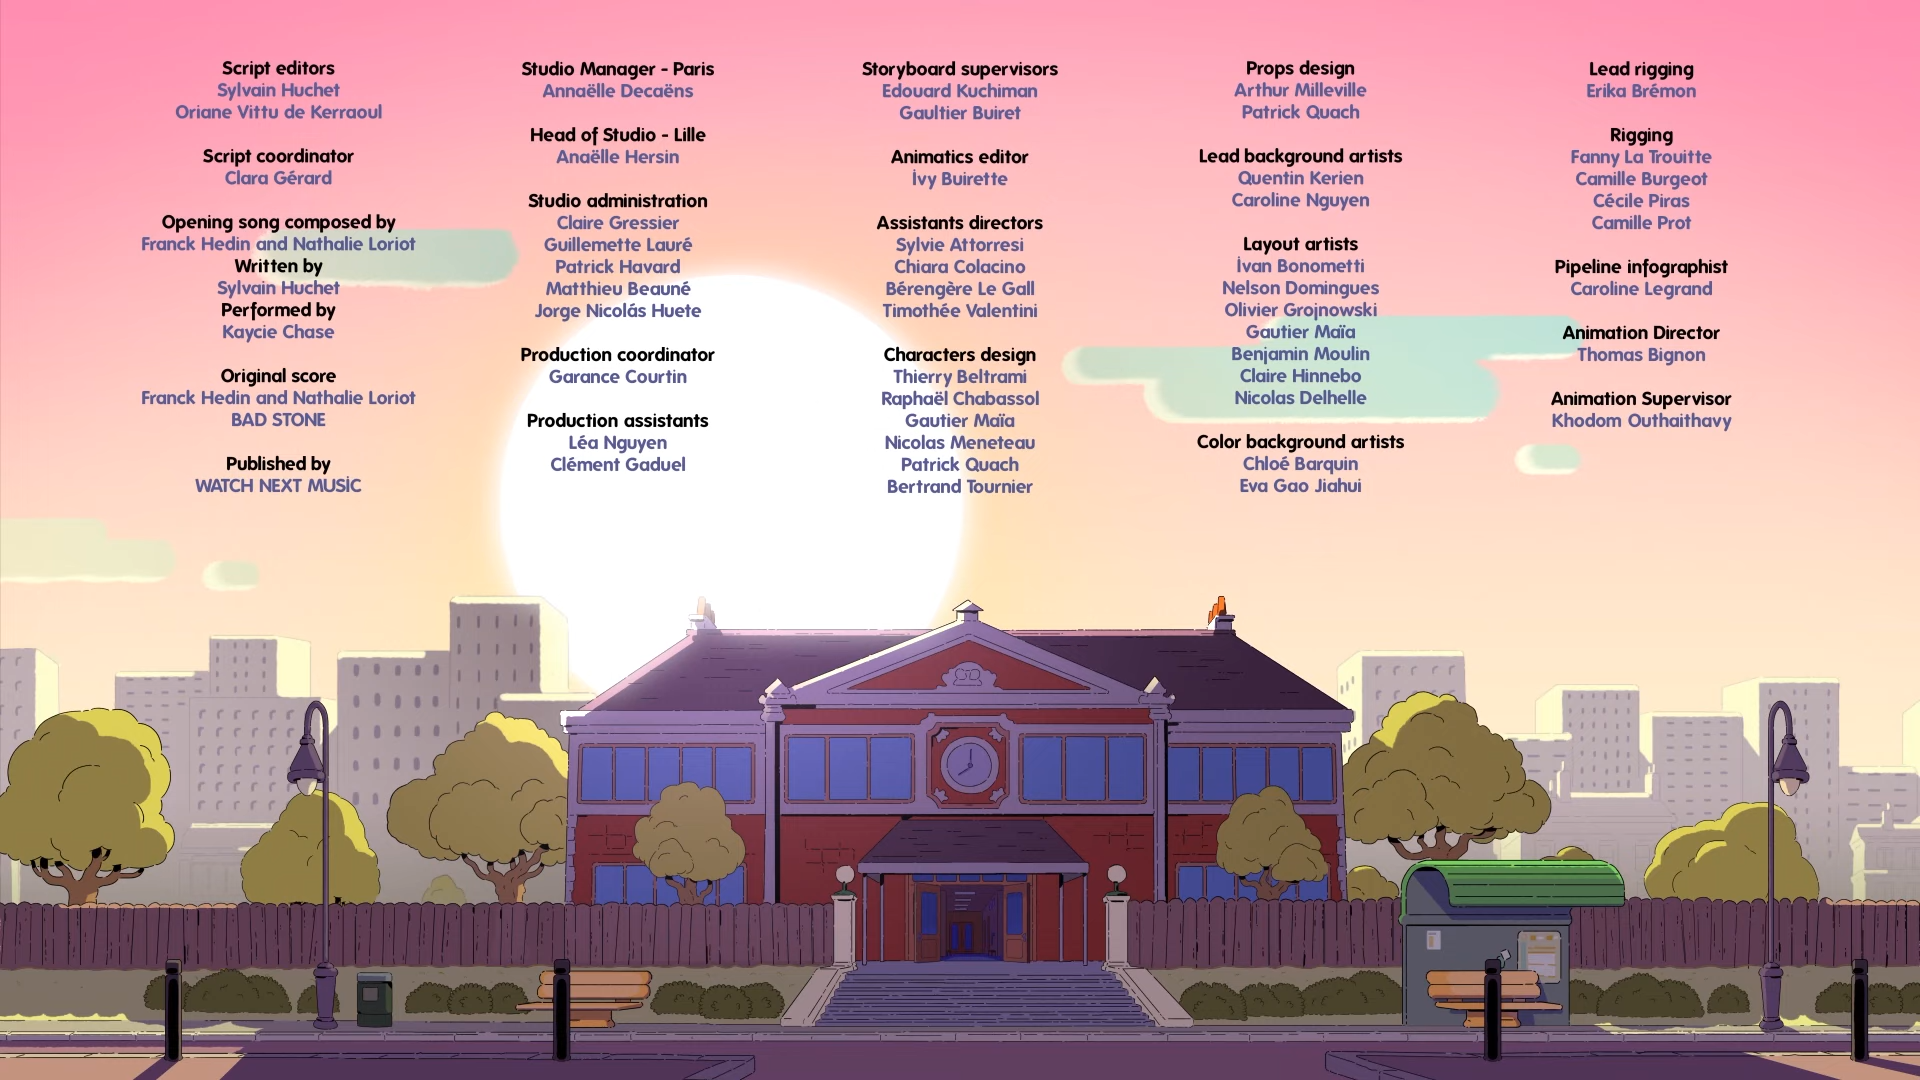 Script editors
Sylvain Huchet
Oriane Vittu de Kerraoul
Script coordinator
Clara Gérard
Opening song composed by
Franck Hedin and Nathalie Loriot
Written by
Sylvain Huchet
Performed by
Kaycie Chase
Original score
Franck Hedin and Nathalie Loriot
BAD STONE
Published by
WATCH NEXT MUSİC
Studio Manager - Paris
Annaëlle Decaëns
Head of Studio - Lille
Anaëlle Hersin
Studio administration
Claire Gressier
Guillemette Lauré
Patrick Havard
Matthieu Beauné
Jorge Nicolás Huete
Production coordinator
Garance Courtin
Production assistants
Léa Nguyen
Clément Gaduel
Storyboard supervisors
Edouard Kuchiman
Gaultier Buiret
Animatics editor
İvy Buirette
Assistants directors
Sylvie Attorresi
Chiara Colacino
Bérengère Le Gall
Timothée Valentini
Characters design
Thierry Beltrami
Raphaël Chabassol
Gautier Maïa
Nicolas Meneteau
Patrick Quach
Bertrand Tournier
Props design
Arthur Milleville
Patrick Quach
Lead background artists
Quentin Kerien
Caroline Nguyen
Layout artists
İvan Bonometti
Nelson Domingues
Olivier Grojnowski
Gautier Maïa
Benjamin Moulin
Claire Hinnebo
Nicolas Delhelle
Color background artists
Chloé Barquin
Eva Gao Jiahui
Lead rigging
Erika Brémon
Rigging
Fanny La Trouitte
Camille Burgeot
Cécile Piras
Camille Prot
Pipeline infographist
Caroline Legrand
Animation Director
Thomas Bignon
Animation Supervisor
Khodom Outhaithavy